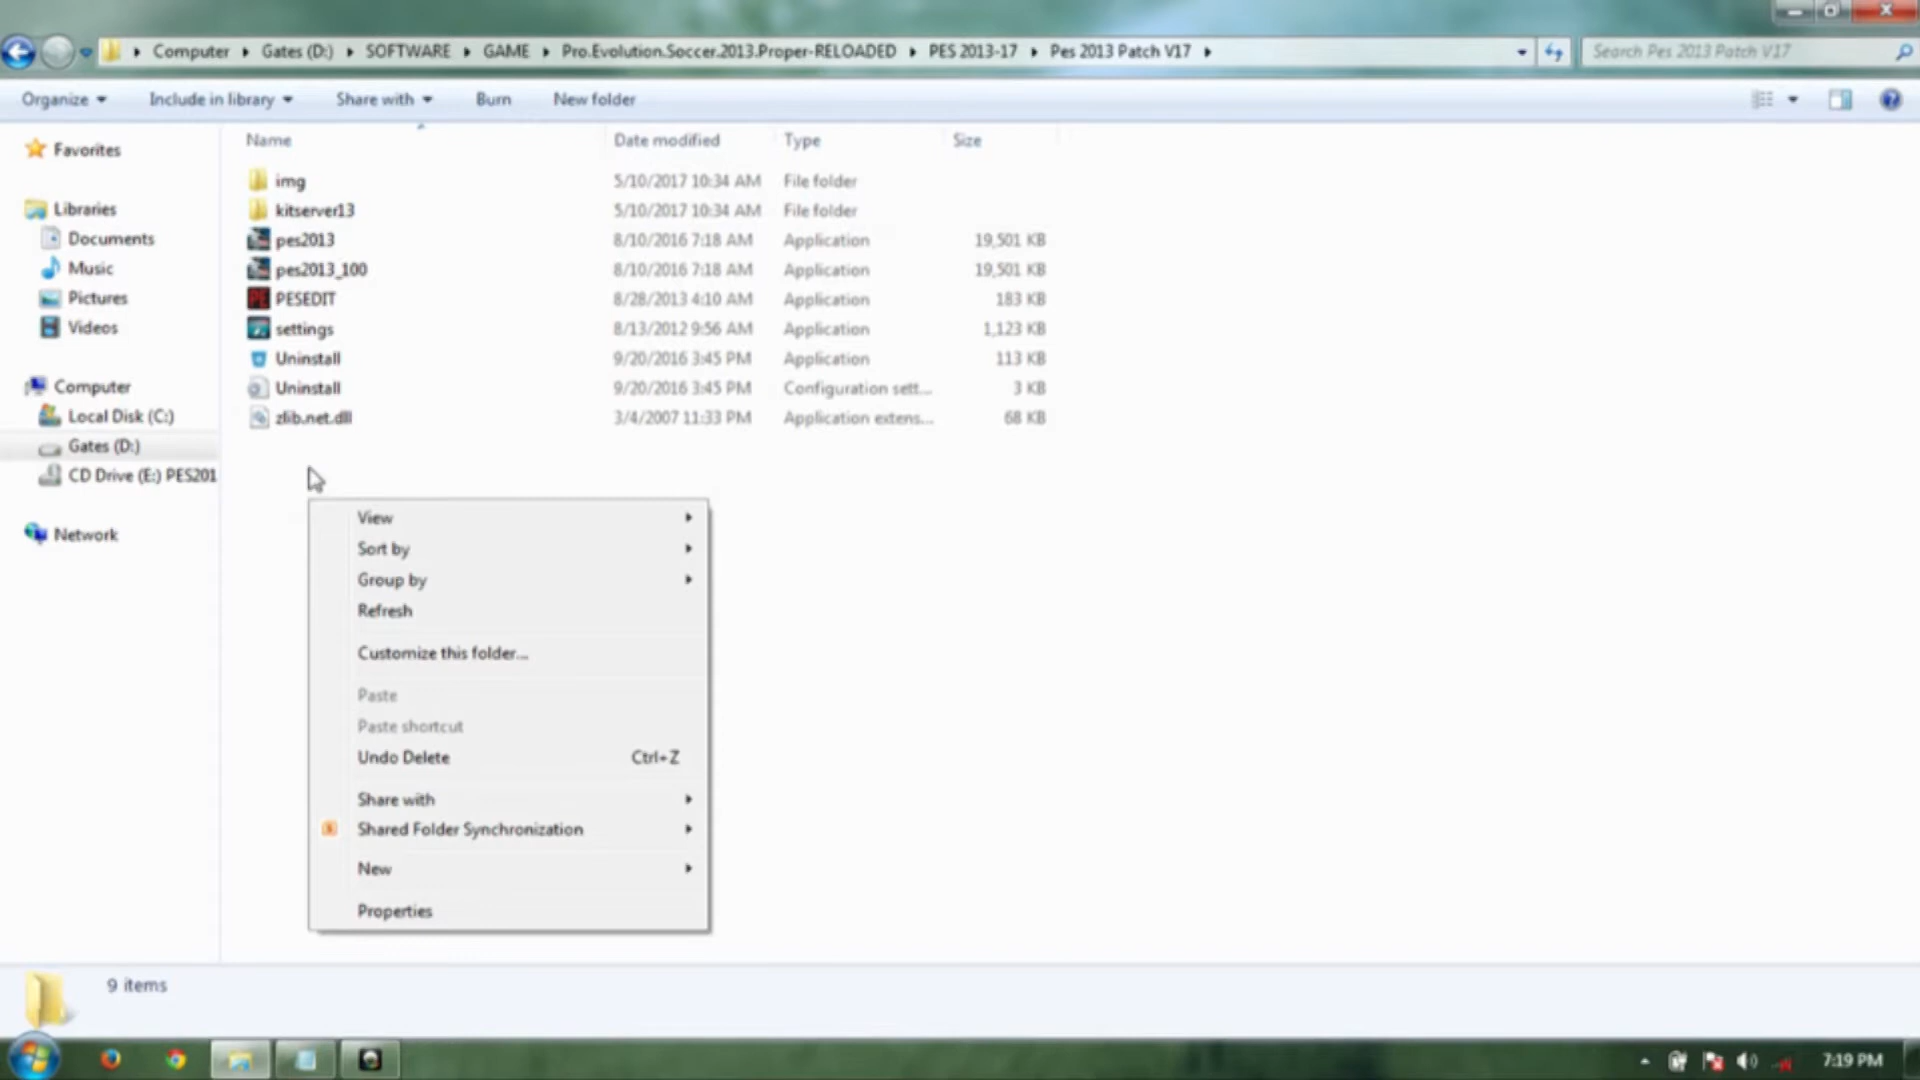 Computer Gates (D:) SOFTWARE GAME Pro.Evolution.Soccer.2013.Proper-RELOADED PES 2013-17 Pes 2013 Patch V17 Search Pes 2013 Patch V17
Organize Include in library Share with Burn New folder
Name Date modified Type Size
Favorites
Libraries
Documents
Music
Pictures
Videos
Computer
Local Disk (C:)
Gates (D:)
CD Drive (E:) PES201
Network
img 5/10/2017 10:34 AM File folder
kitserver13 5/10/2017 10:34 AM File folder
pes2013 8/10/2016 7:18 AM Application 19,501 KB
pes2013_100 8/10/2016 7:18 AM Application 19,501 KB
PESEDIT 8/28/2013 4:10 AM Application 183 KB
settings 8/13/2012 9:56 AM Application 1,123 KB
Uninstall 9/20/2016 3:45 PM Application 113 KB
Uninstall 9/20/2016 3:45 PM Configuration sett... 3 KB
zlib.net.dll 3/4/2007 11:33 PM Application extens... 68 KB
View
Sort by
Group by
Refresh
Customize this folder...
Paste
Paste shortcut
Undo Delete Ctrl+Z
Share with
Shared Folder Synchronization
New
Properties
9 items
7:19 PM